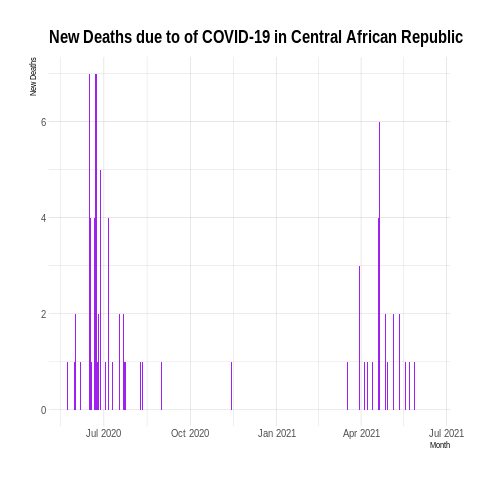 New Deaths due to of COVID-19 in Central African Republic
New Deaths
6
4
2
0
Jul 2020 Oct 2020 Jan 2021 Apr 2021 Jul 2021
Month